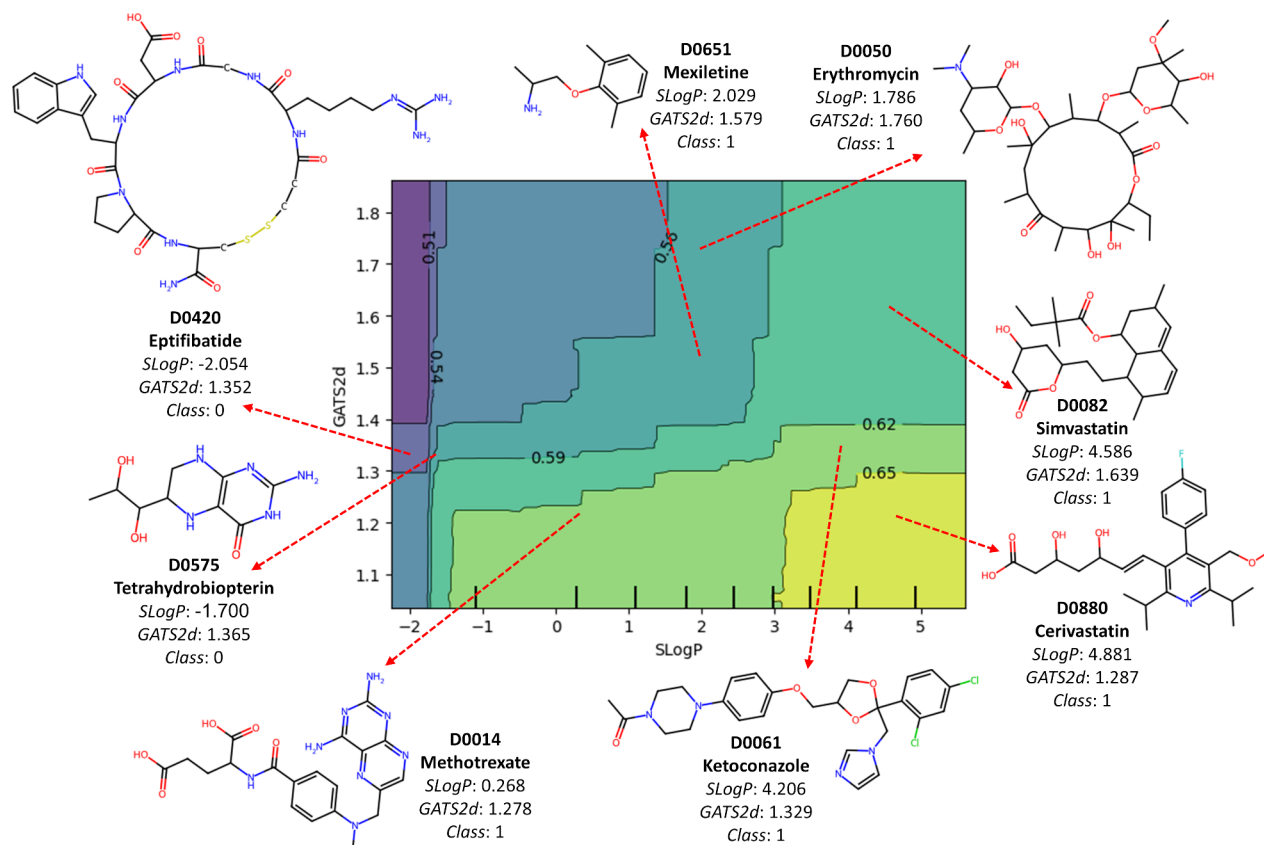 D0651
Mexiletine
SLogP: 2.029
GATS2d: 1.579
Class: 1
D0050
Erythromycin
SLogP: 1.786
GATS2d: 1.760
Class: 1
D0420
Eptifibatide
SLogP: -2.054
GATS2d: 1.352
Class: 0
D0575
Tetrahydrobiopterin
SLogP: -1.700
GATS2d: 1.365
Class: 0
D0082
Simvastatin
SLogP: 4.586
GATS2d: 1.639
Class: 1
D0880
Cerivastatin
SLogP: 4.881
GATS2d: 1.287
Class: 1
D0014
Methotrexate
SLogP: 0.268
GATS2d: 1.278
Class: 1
D0061
Ketoconazole
SLogP: 4.206
GATS2d: 1.329
Class: 1
GATS2d
1.8
1.7
1.6
1.5
1.4
1.3
1.2
1.1
0.51
0.54
0.56
0.59
0.62
0.65
−2 −1 0 1 2 3 4 5
SLogP